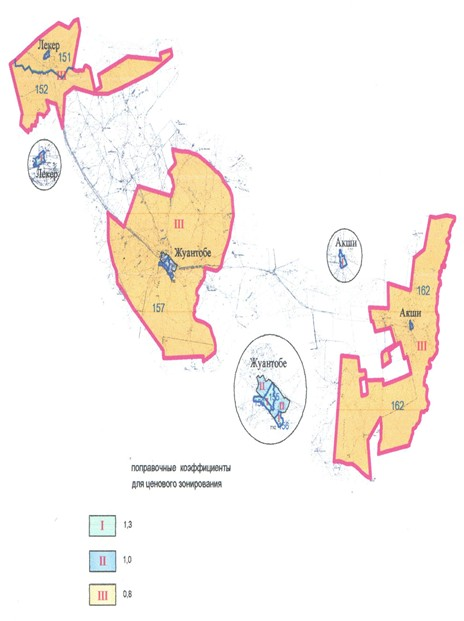 Лекер
151
III
152
Лекер
III
Жуантобе
157
Акши
162
Акши
III
162
Жуантобе
II
155
II
156
поправочные коэффициенты
для ценового зонирования
I 1,3
II 1,0
III 0,8